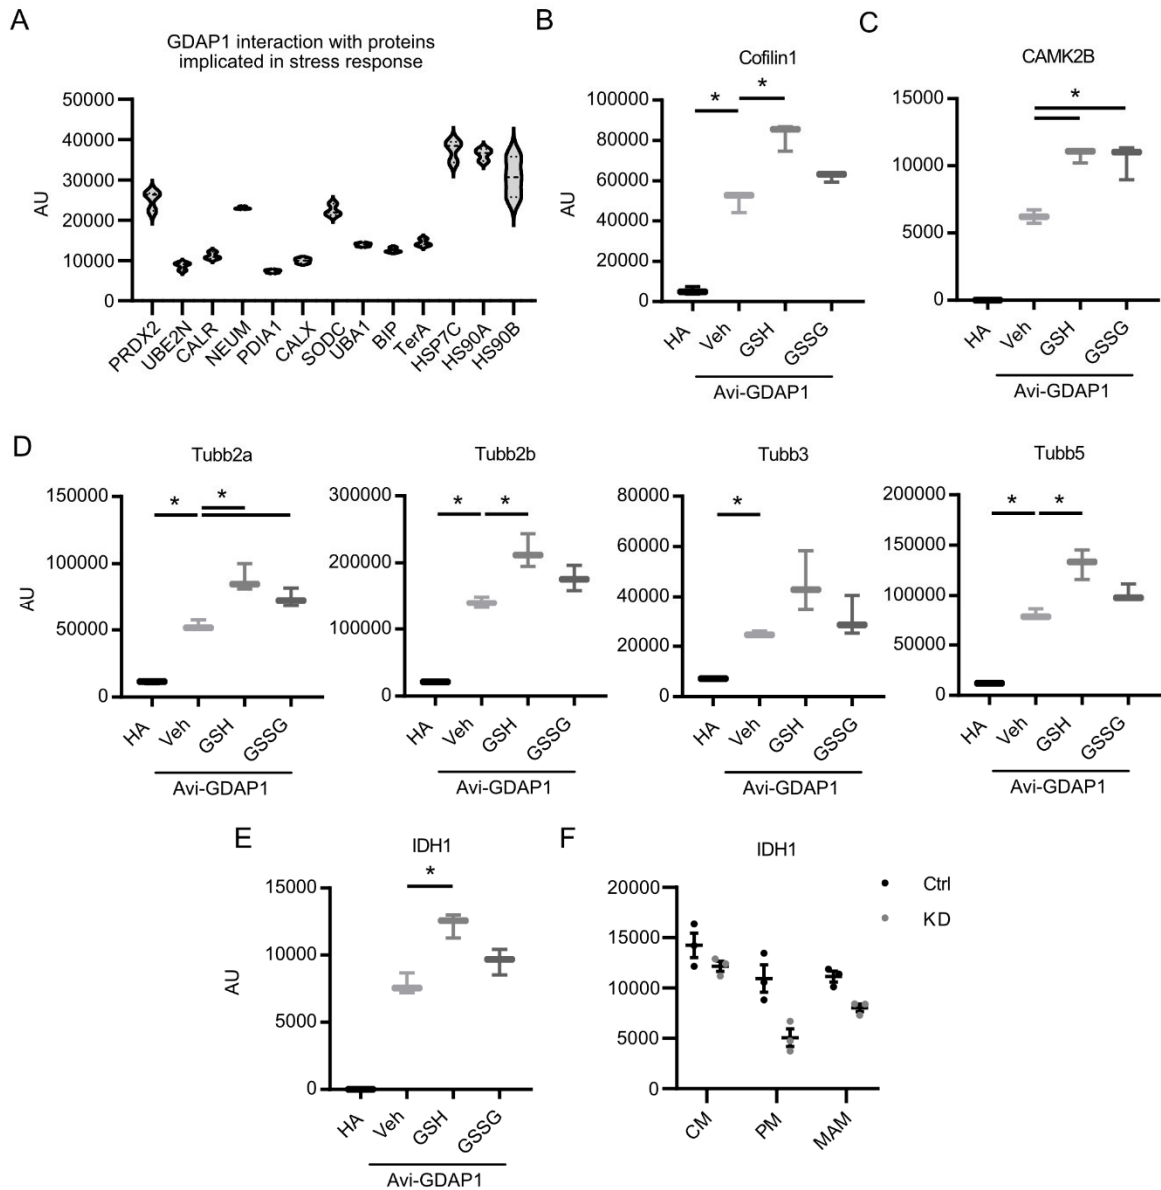 A
GDAP1 interaction with proteins
implicated in stress response
AU
50000
40000
30000
20000
10000
0
PRDX2
UBE2N
CALR
NEUM
PDIA1
CALX
SODC
UBA1
BIP
TerA
HSP7C
HS90A
HS90B
B
Cofilin1
AU
100000
80000
60000
40000
20000
0
* *
HA
Veh
GSH
GSSG
Avi-GDAP1
C
CAMK2B
15000
10000
5000
0
*
HA
Veh
GSH
GSSG
Avi-GDAP1
D
Tubb2a
AU
150000
100000
50000
0
* *
HA
Veh
GSH
GSSG
Avi-GDAP1
Tubb2b
300000
200000
100000
0
* *
HA
Veh
GSH
GSSG
Avi-GDAP1
Tubb3
80000
60000
40000
20000
0
*
HA
Veh
GSH
GSSG
Avi-GDAP1
Tubb5
200000
150000
100000
50000
0
* *
HA
Veh
GSH
GSSG
Avi-GDAP1
E
IDH1
AU
15000
10000
5000
0
*
HA
Veh
GSH
GSSG
Avi-GDAP1
F
IDH1
20000
15000
10000
5000
0
CM
PM
MAM
Ctrl
KD